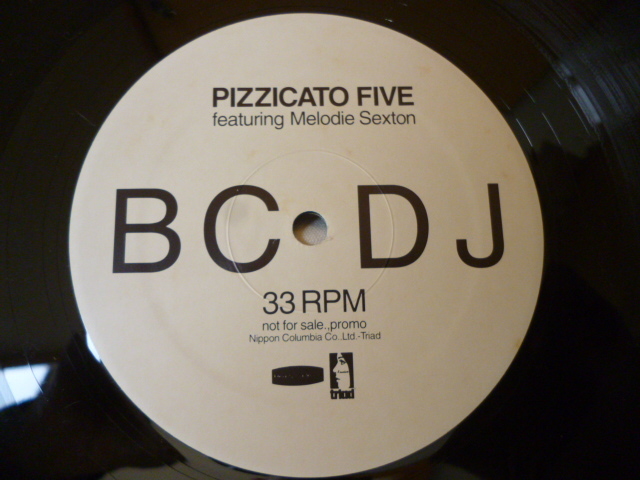 PIZZICATO FIVE
featuring Melodie Sexton
BC DJ
33 RPM
not for sale.,promo
Nippon Columbia Co.,Ltd.-Triad
triad